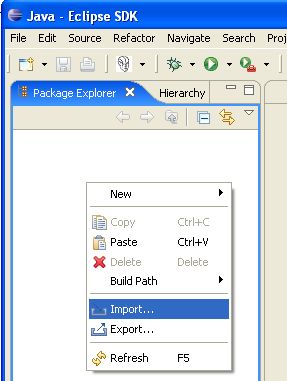 Java - Eclipse SDK
File Edit Source Refactor Navigate Search Proj
Package Explorer Hierarchy
New
Copy Ctrl+C
Paste Ctrl+V
Delete Delete
Build Path
Import...
Export...
Refresh F5